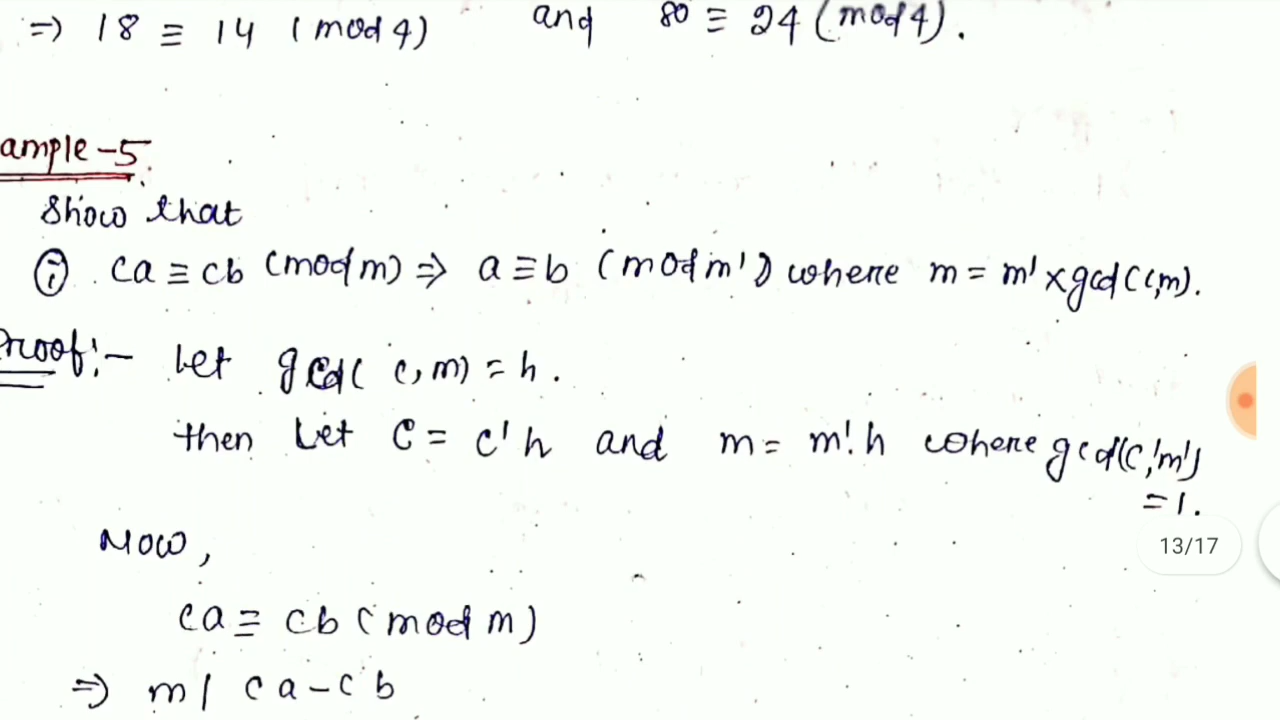 ⇒ 18 ≡ 14 (mod 4) and 80 ≡ 24 (mod 4).
ample-5.
Show that
(i). ca ≡ cb (mod m) ⇒ a ≡ b (mod m') where m = m' x gcd(c,m).
Proof:- Let gcd( c, m) = h.
then Let C = c'h and m = m'.h where gcd(c',m')
= 1.
13/17
Now,
ca ≡ cb (mod m)
⇒ m | ca - cb